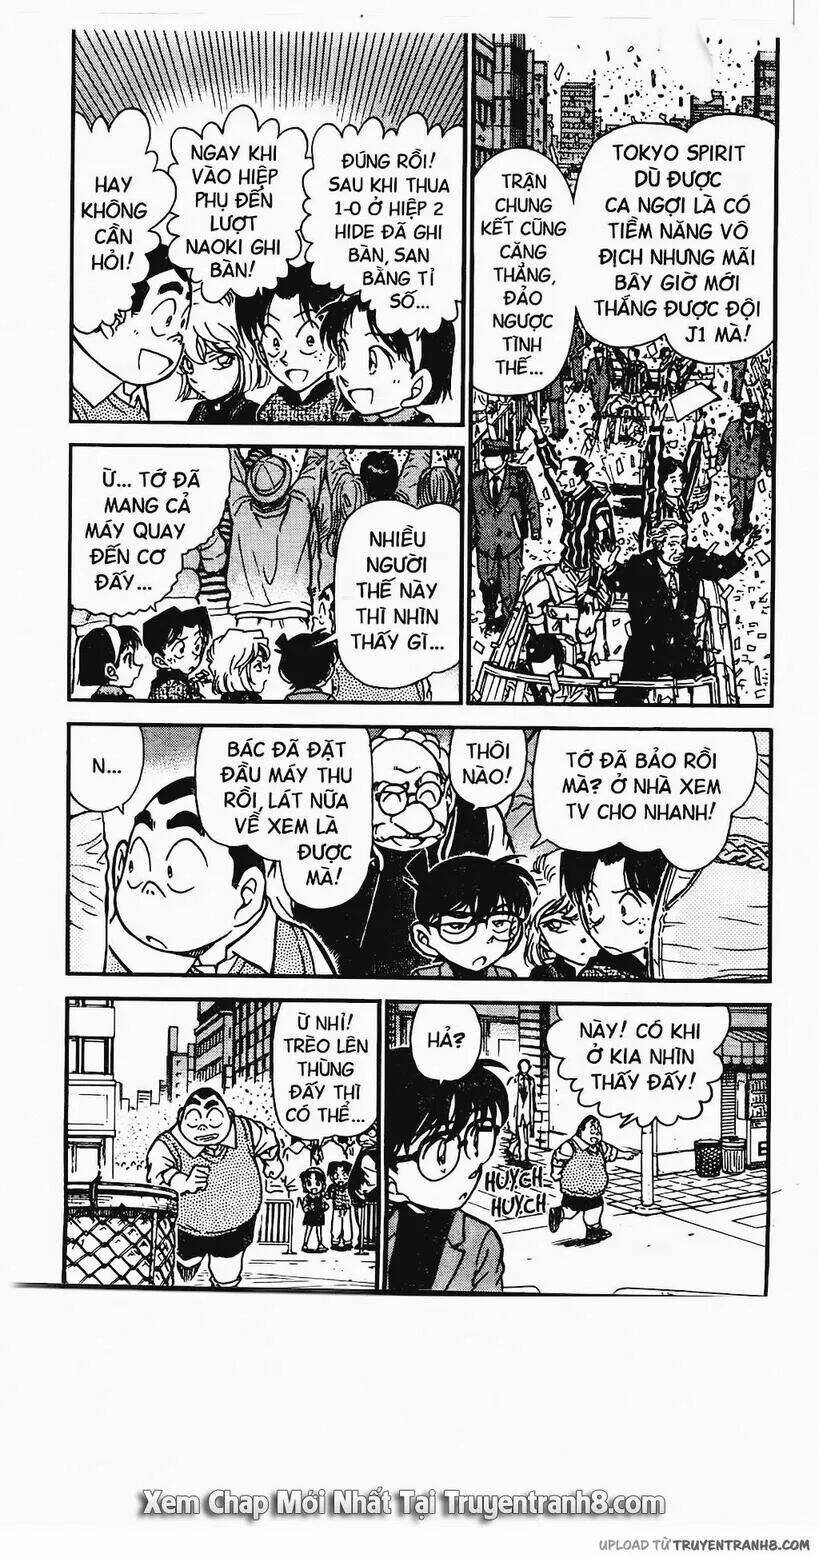 TOKYO SPIRIT
DÙ ĐƯỢC
CA NGỢI LÀ CÓ
TIỀM NĂNG VÔ
ĐỊCH NHƯNG MÃI
BÂY GIỜ MỚI
THẮNG ĐƯỢC ĐỘI
J1 MÀ!
TRẬN
CHUNG
KẾT CŨNG
CĂNG
THẲNG,
ĐẢO
NGƯỢC
TÌNH
THẾ...
ĐÚNG RỒI!
SAU KHI THUA
1-0 Ở HIỆP 2
HIDE ĐÃ GHI
BÀN, SAN
BẰNG TỈ
SỐ...
NGAY KHI
VÀO HIỆP
PHỤ ĐẾN
LƯỢT
NAOKI GHI
BÀN!
HAY
KHÔNG
CẦN
HỎI!
NHIỀU
NGƯỜI
THẾ NÀY
THÌ NHÌN
THẤY GÌ...
Ừ... TỚ ĐÃ
MANG CẢ
MÁY QUAY
ĐẾN CƠ
ĐẤY...
TỚ ĐÃ BẢO RỒI
MÀ? Ở NHÀ XEM
TV CHO NHANH!
THÔI
NÀO!
BÁC ĐÃ ĐẶT
ĐẦU MÁY THU
RỒI, LÁT NỮA
VỀ XEM LÀ
ĐƯỢC
MÀ!
N...
NÀY! CÓ KHI
Ở KIA NHÌN
THẤY ĐẤY!
HẢ?
HUỴCH
HUỴCH
Ừ NHỈ!
TRÈO LÊN
THÙNG
ĐẤY THÌ
CÓ THỂ...
Xem Chap Mới Nhất Tại Truyentranh8.com
UPLOAD TỪ TRUYENTRANH8.COM